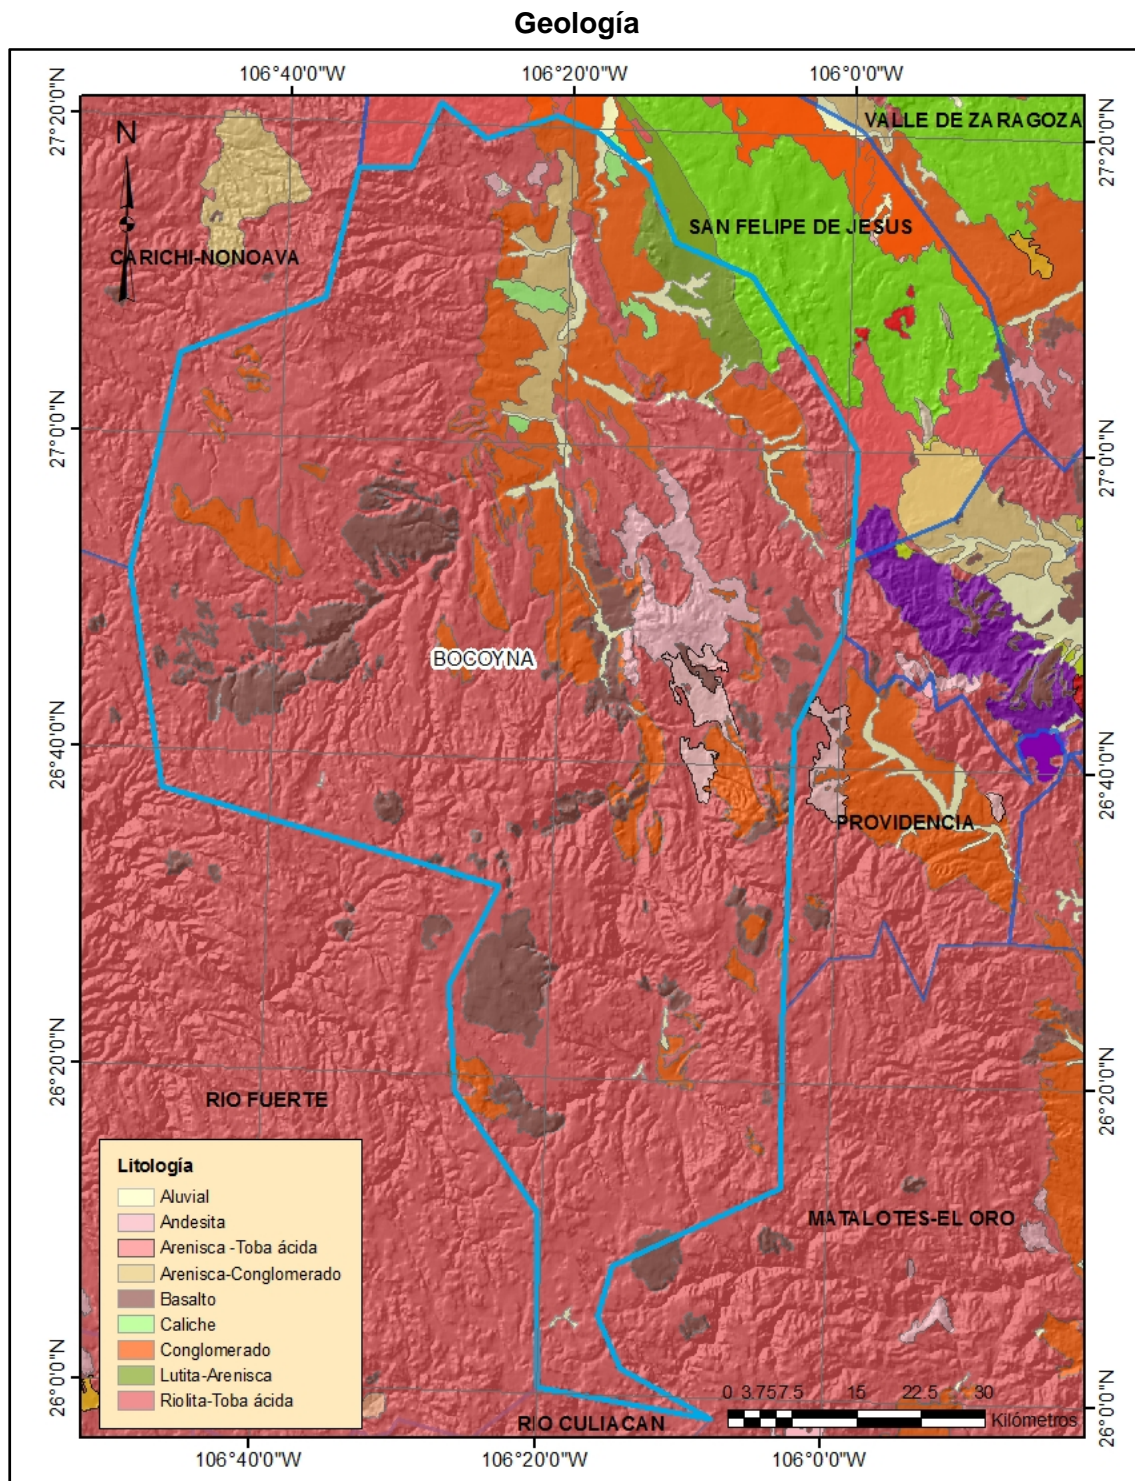 Geología
106°40'0"W 106°20'0"W 106°0'0"W
27°20'0"N
27°20'0"N
N
VALLE DE ZARAGOZA
SAN FELIPE DE JESUS
CARICHI-NONOAVA
27°0'0"N
27°0'0"N
BOCOYNA
26°40'0"N
26°40'0"N
PROVIDENCIA
26°20'0"N
26°20'0"N
RIO FUERTE
MATALOTES-EL ORO
Litología
Aluvial
Andesita
Arenisca -Toba ácida
Arenisca-Conglomerado
Basalto
Caliche
Conglomerado
Lutita-Arenisca
Riolita-Toba ácida
26°0'0"N
26°0'0"N
0 3.75 7.5 15 22.5 30
Kilómetros
RIO CULIACAN
106°40'0"W 106°20'0"W 106°0'0"W